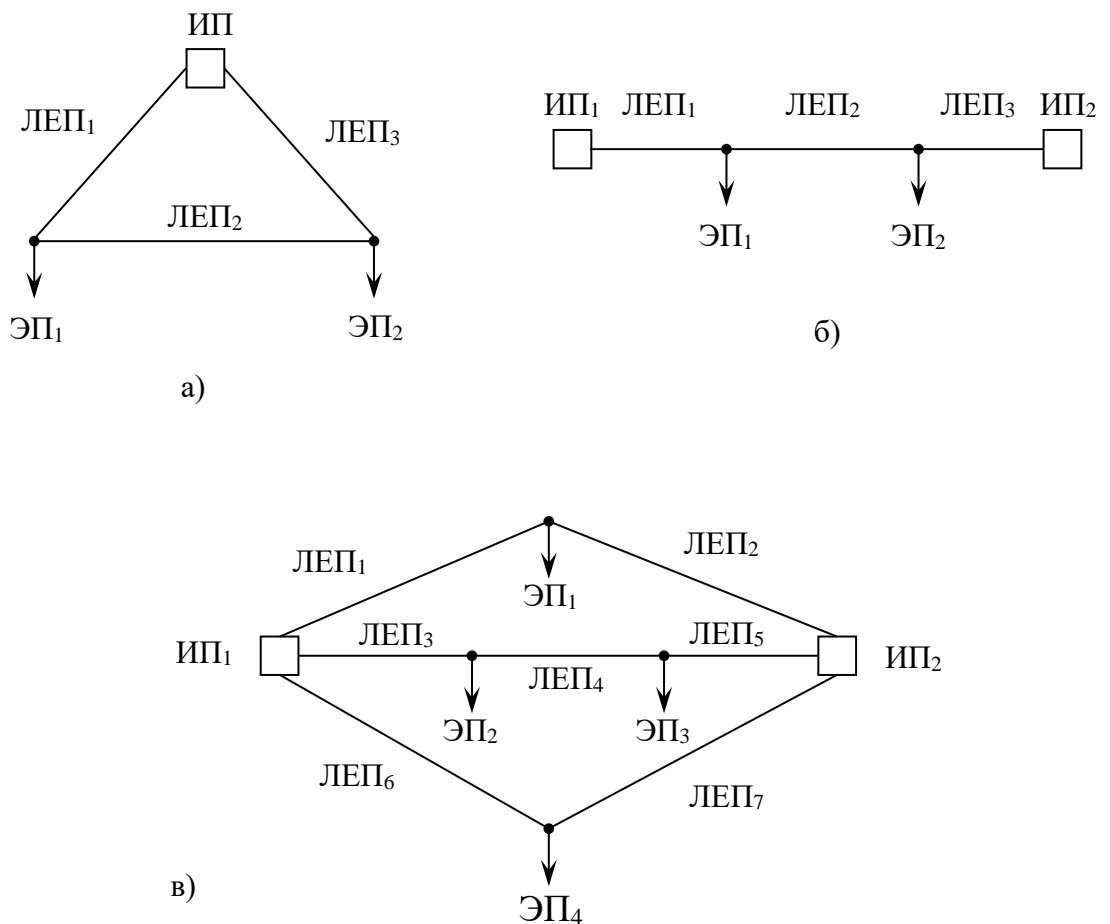 ИП
ЛЕП₁
ЛЕП₃
ЛЕП₂
ЭП₁
ЭП₂
а)
ИП₁ ЛЕП₁ ЛЕП₂ ЛЕП₃ ИП₂
ЭП₁ ЭП₂
б)
ЛЕП₁ ЛЕП₂
ЭП₁
ИП₁ ЛЕП₃ ЛЕП₅ ИП₂
ЛЕП₄
ЭП₂ ЭП₃
ЛЕП₆ ЛЕП₇
в)
ЭП₄